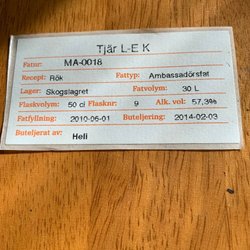 Tjär L-E K
Fatnr: MA-0018
Recept: Rök Fattyp: Ambassadörsfat
Lager: Skogslagret Fatvolym: 30 L
Flaskvolym: 50 cl Flasknr: 9 Alk. vol: 57,3%
Fatfyllning: 2010-06-01 Buteljering: 2014-02-03
Buteljerat av: Heli